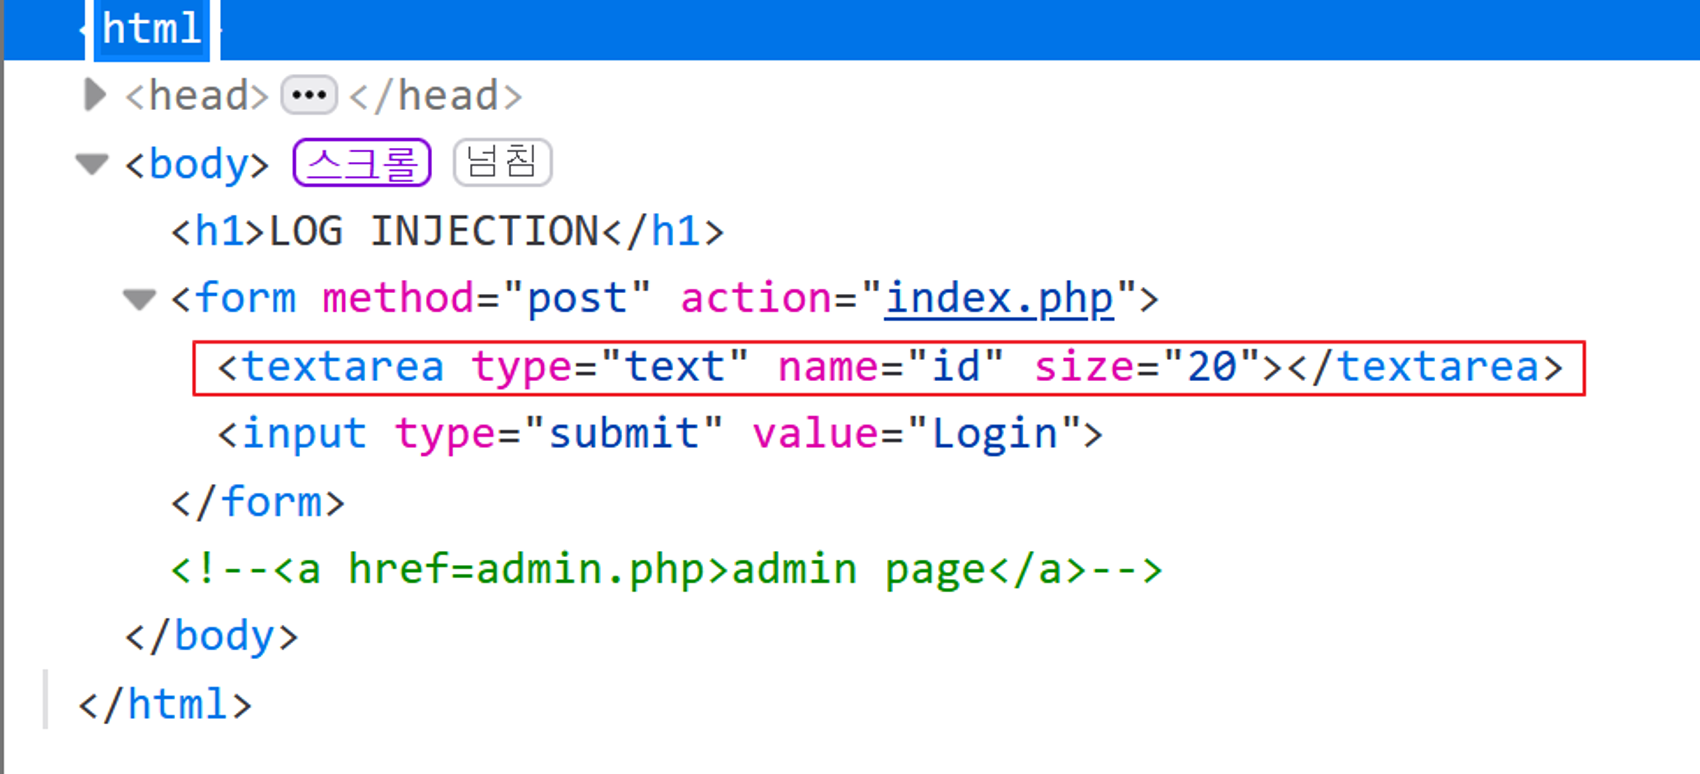 html
<head> ••• </head>
<body> 스크롤 넘침
<h1>LOG INJECTION</h1>
<form method="post" action="index.php">
<textarea type="text" name="id" size="20"></textarea>
<input type="submit" value="Login">
</form>
<!--<a href=admin.php>admin page</a>-->
</body>
</html>